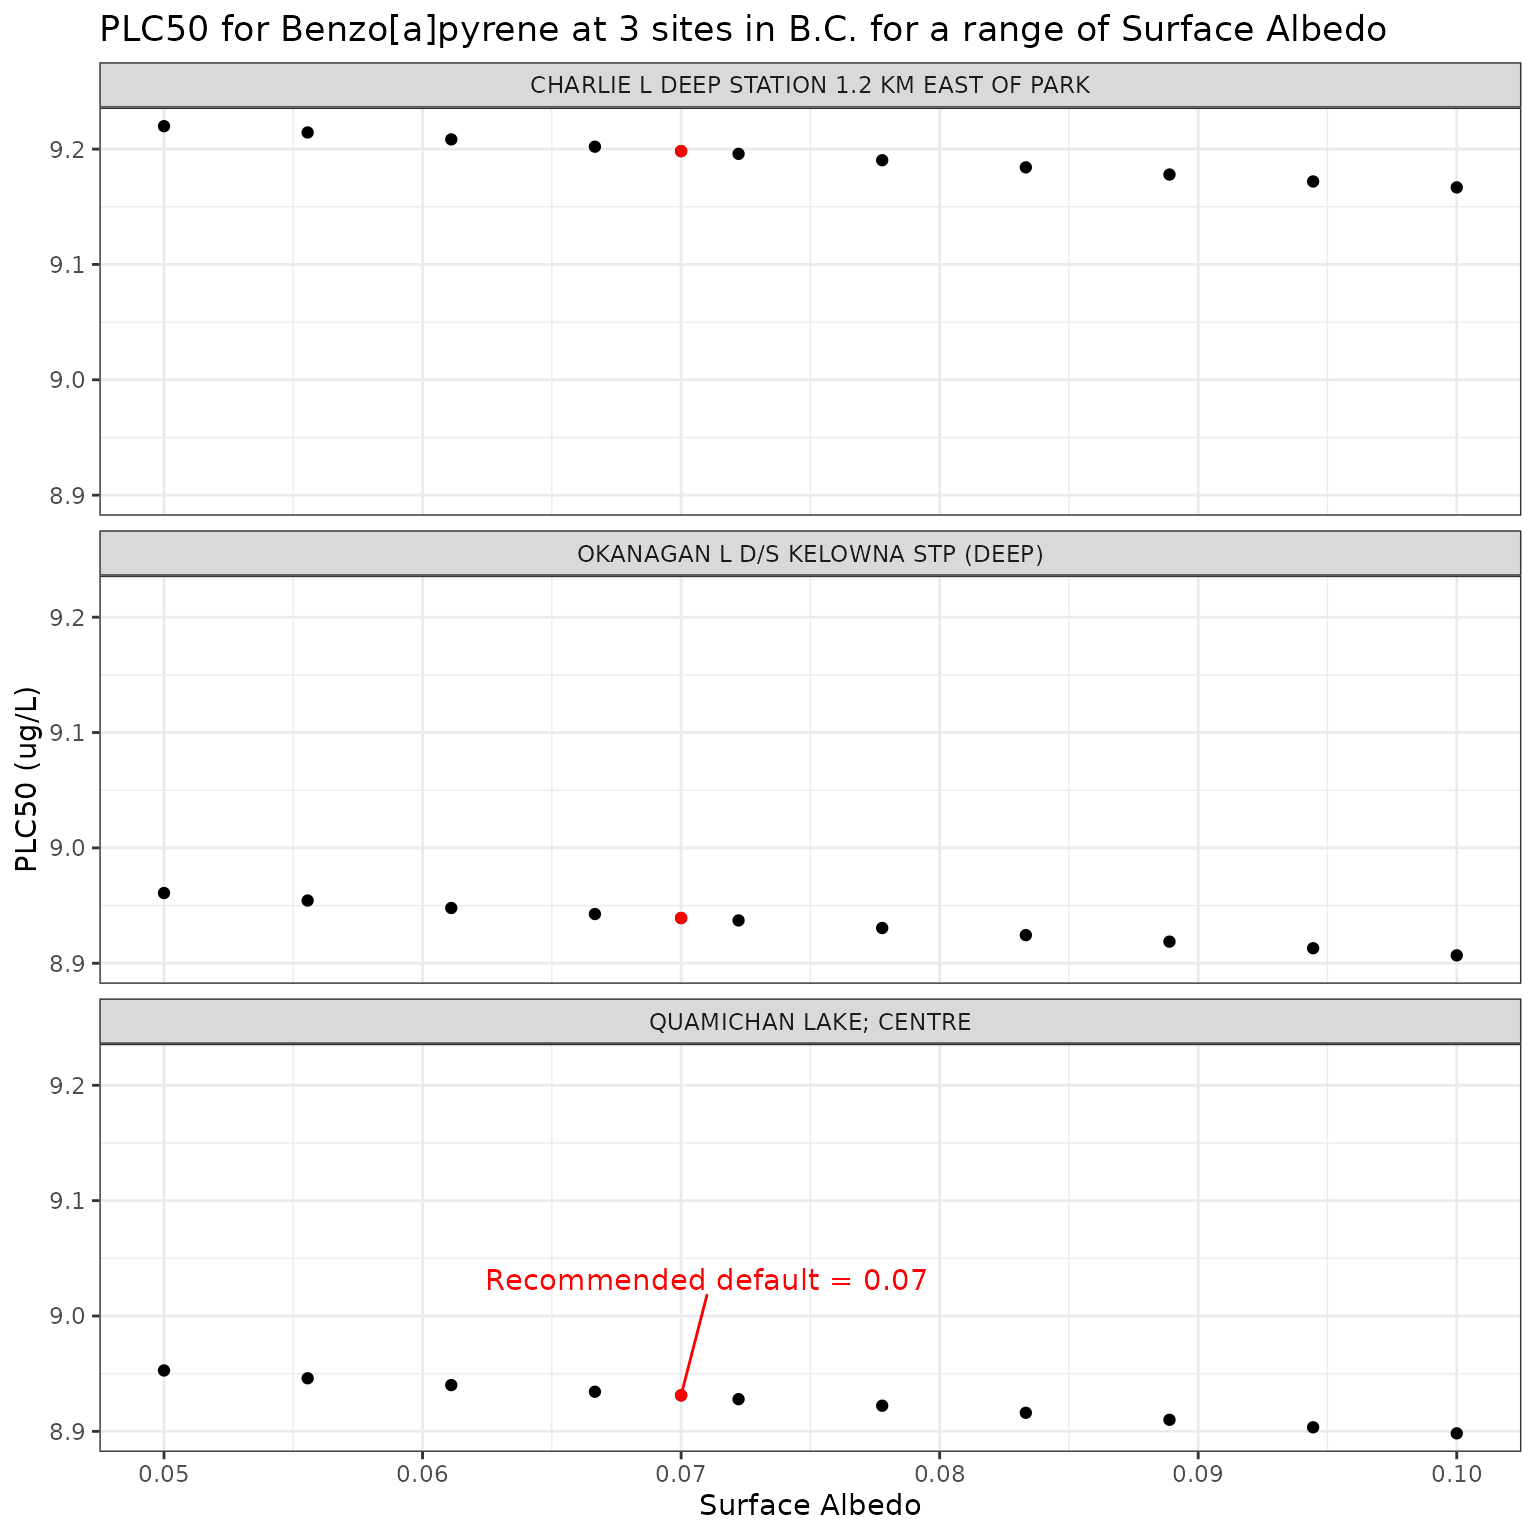 PLC50 for Benzo[a]pyrene at 3 sites in B.C. for a range of Surface Albedo
CHARLIE L DEEP STATION 1.2 KM EAST OF PARK
9.2
9.1
9.0
8.9
OKANAGAN L D/S KELOWNA STP (DEEP)
9.2
9.1
9.0
8.9
PLC50 (ug/L)
QUAMICHAN LAKE; CENTRE
9.2
9.1
9.0
8.9
Recommended default = 0.07
0.05 0.06 0.07 0.08 0.09 0.10
Surface Albedo